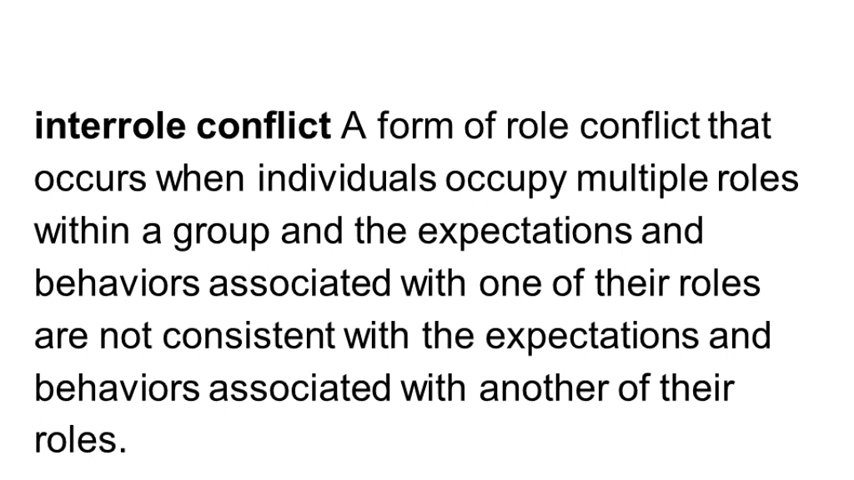 interrole conflict A form of role conflict that
occurs when individuals occupy multiple roles
within a group and the expectations and
behaviors associated with one of their roles
are not consistent with the expectations and
behaviors associated with another of their
roles.